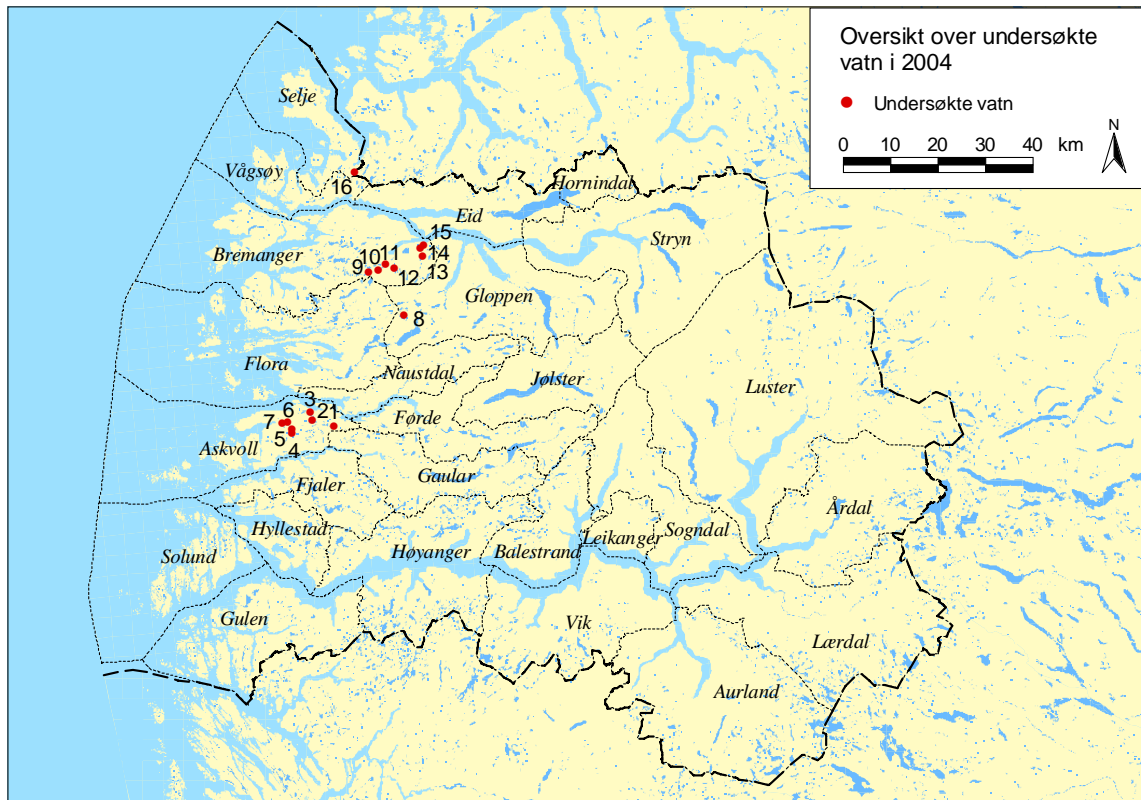 Oversikt over undersøkte
vatn i 2004
Undersøkte vatn
0 10 20 30 40 km
N
Selje
Vågsøy
16
Hornindal
Eid
15
Stryn
Bremanger
10 11
14
9
12 13
Gloppen
8
Flora
Naustdal
Jølster
Luster
3
6
21
Førde
7
5
4
Askvoll
Gaular
Fjaler
Årdal
Hyllestad
Leikanger
Sogndal
Solund
Høyanger
Balestrand
Gulen
Vik
Lærdal
Aurland